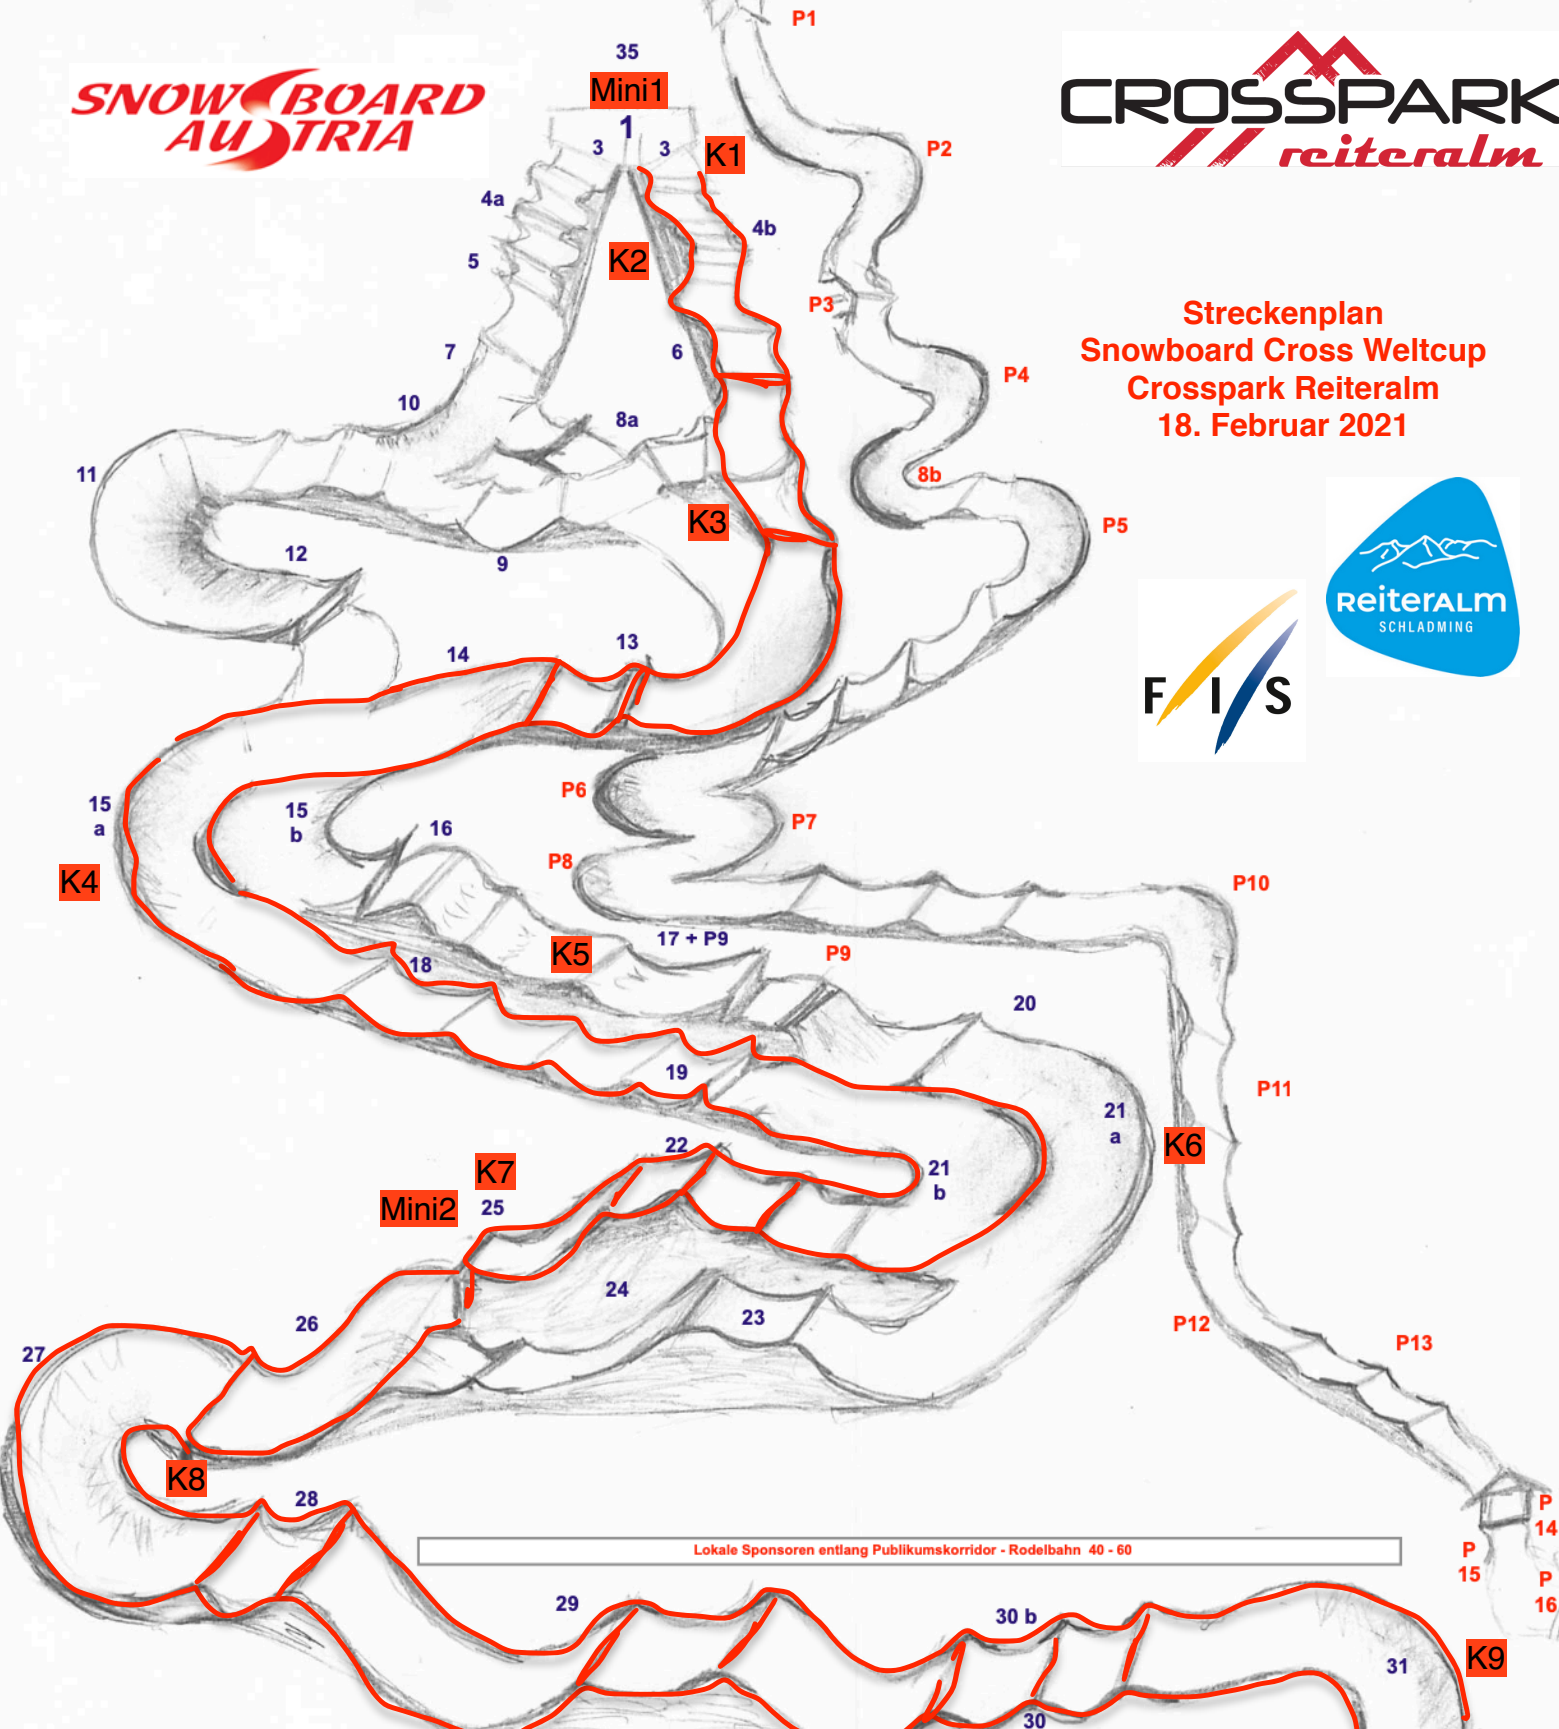 P1
35
SNOWBOARD
AUSTRIA
Mini1
CROSSPARK
reiteralm
1
3
3
K1
P2
4a
4b
5
K2
P3
Streckenplan
Snowboard Cross Weltcup
Crosspark Reiteralm
18. Februar 2021
7
6
P4
10
8a
11
8b
K3
P5
12
9
REITERALM
SCHLADMING
13
14
F I S
P6
15
a
15
b
16
P7
P8
K4
P10
17 + P9
K5
P9
18
20
19
P11
21
a
K6
22
K7
21
b
Mini2
25
24
23
26
P12
P13
27
K8
28
P
14
Lokale Sponsoren entlang Publikumskorridor - Rodelbahn 40 - 60
P
15
P
16
29
30 b
31
K9
30